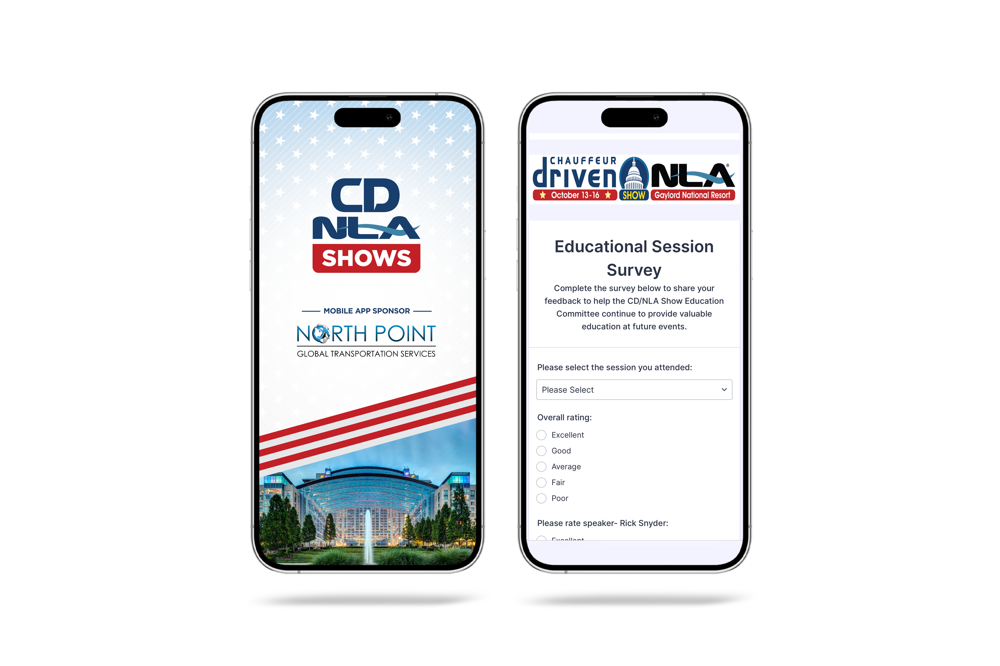 CD
NLA
SHOWS
MOBILE APP SPONSOR
NORTH POINT
GLOBAL TRANSPORTATION SERVICES
CHAUFFEUR
driven
NLA®
October 13-16
SHOW
Gaylord National Resort
Educational Session
Survey
Complete the survey below to share your
feedback to help the CD/NLA Show Education
Committee continue to provide valuable
education at future events.
Please select the session you attended:
Please Select
Overall rating:
Excellent
Good
Average
Fair
Poor
Please rate speaker- Rick Snyder:
Excellent